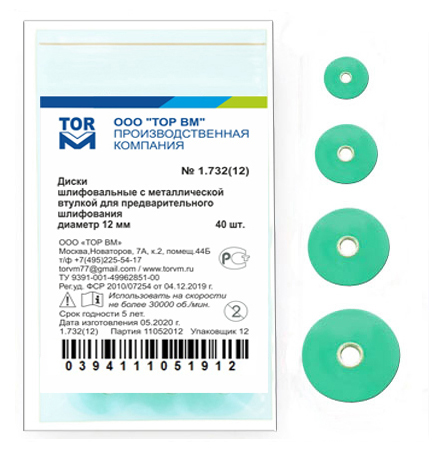 TOR
ООО "ТОР ВМ"
ПРОИЗВОДСТВЕННАЯ
КОМПАНИЯ
№ 1.732(12)
Диски
шлифовальные с металлической
втулкой для предварительного
шлифования
диаметр 12 мм 40 шт.
ООО «ТОР ВМ»
Москва,Новаторов, 7А, к.2, помещ.44Б
т/ф +7(495)225-54-17
torvm77@gmail.com / www.torvm.ru
ТУ 9391-001-49962851-00
Рег.уд. ФСР 2010/07254 от 04.12.2019 г.
Использовать на скорости
не более 30000 об./мин.
Срок годности 5 лет.
Дата изготовления 05.2020 г.
2
1.732(12) Партия 11052012 Упаковщик 12
0394111051912